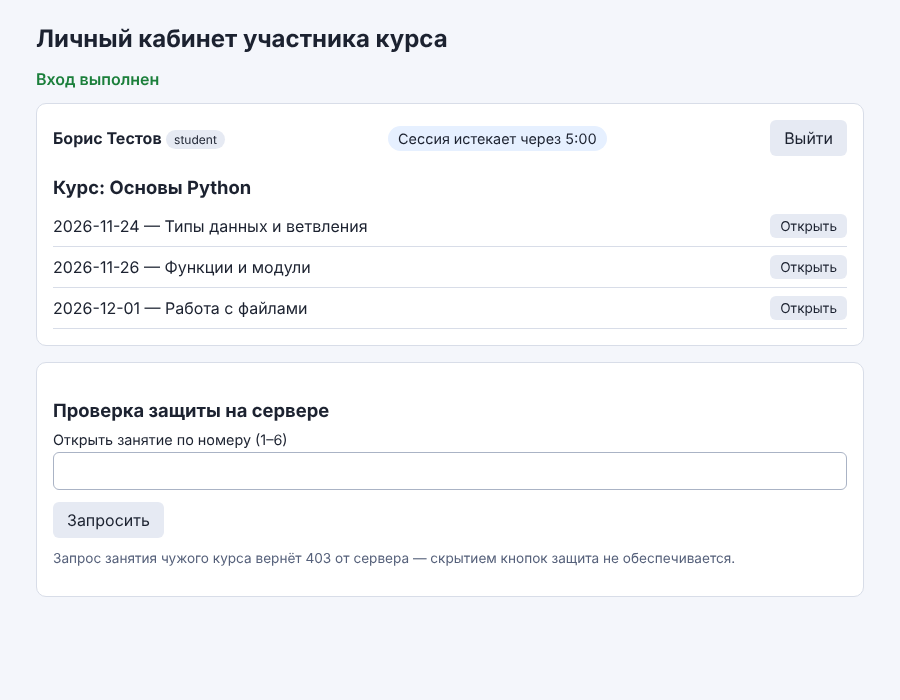 Личный кабинет участника курса
Вход выполнен
Борис Тестов student Сессия истекает через 5:00 Выйти
Курс: Основы Python
2026-11-24 — Типы данных и ветвления Открыть
2026-11-26 — Функции и модули Открыть
2026-12-01 — Работа с файлами Открыть
Проверка защиты на сервере
Открыть занятие по номеру (1–6)
Запросить
Запрос занятия чужого курса вернёт 403 от сервера — скрытием кнопок защита не обеспечивается.